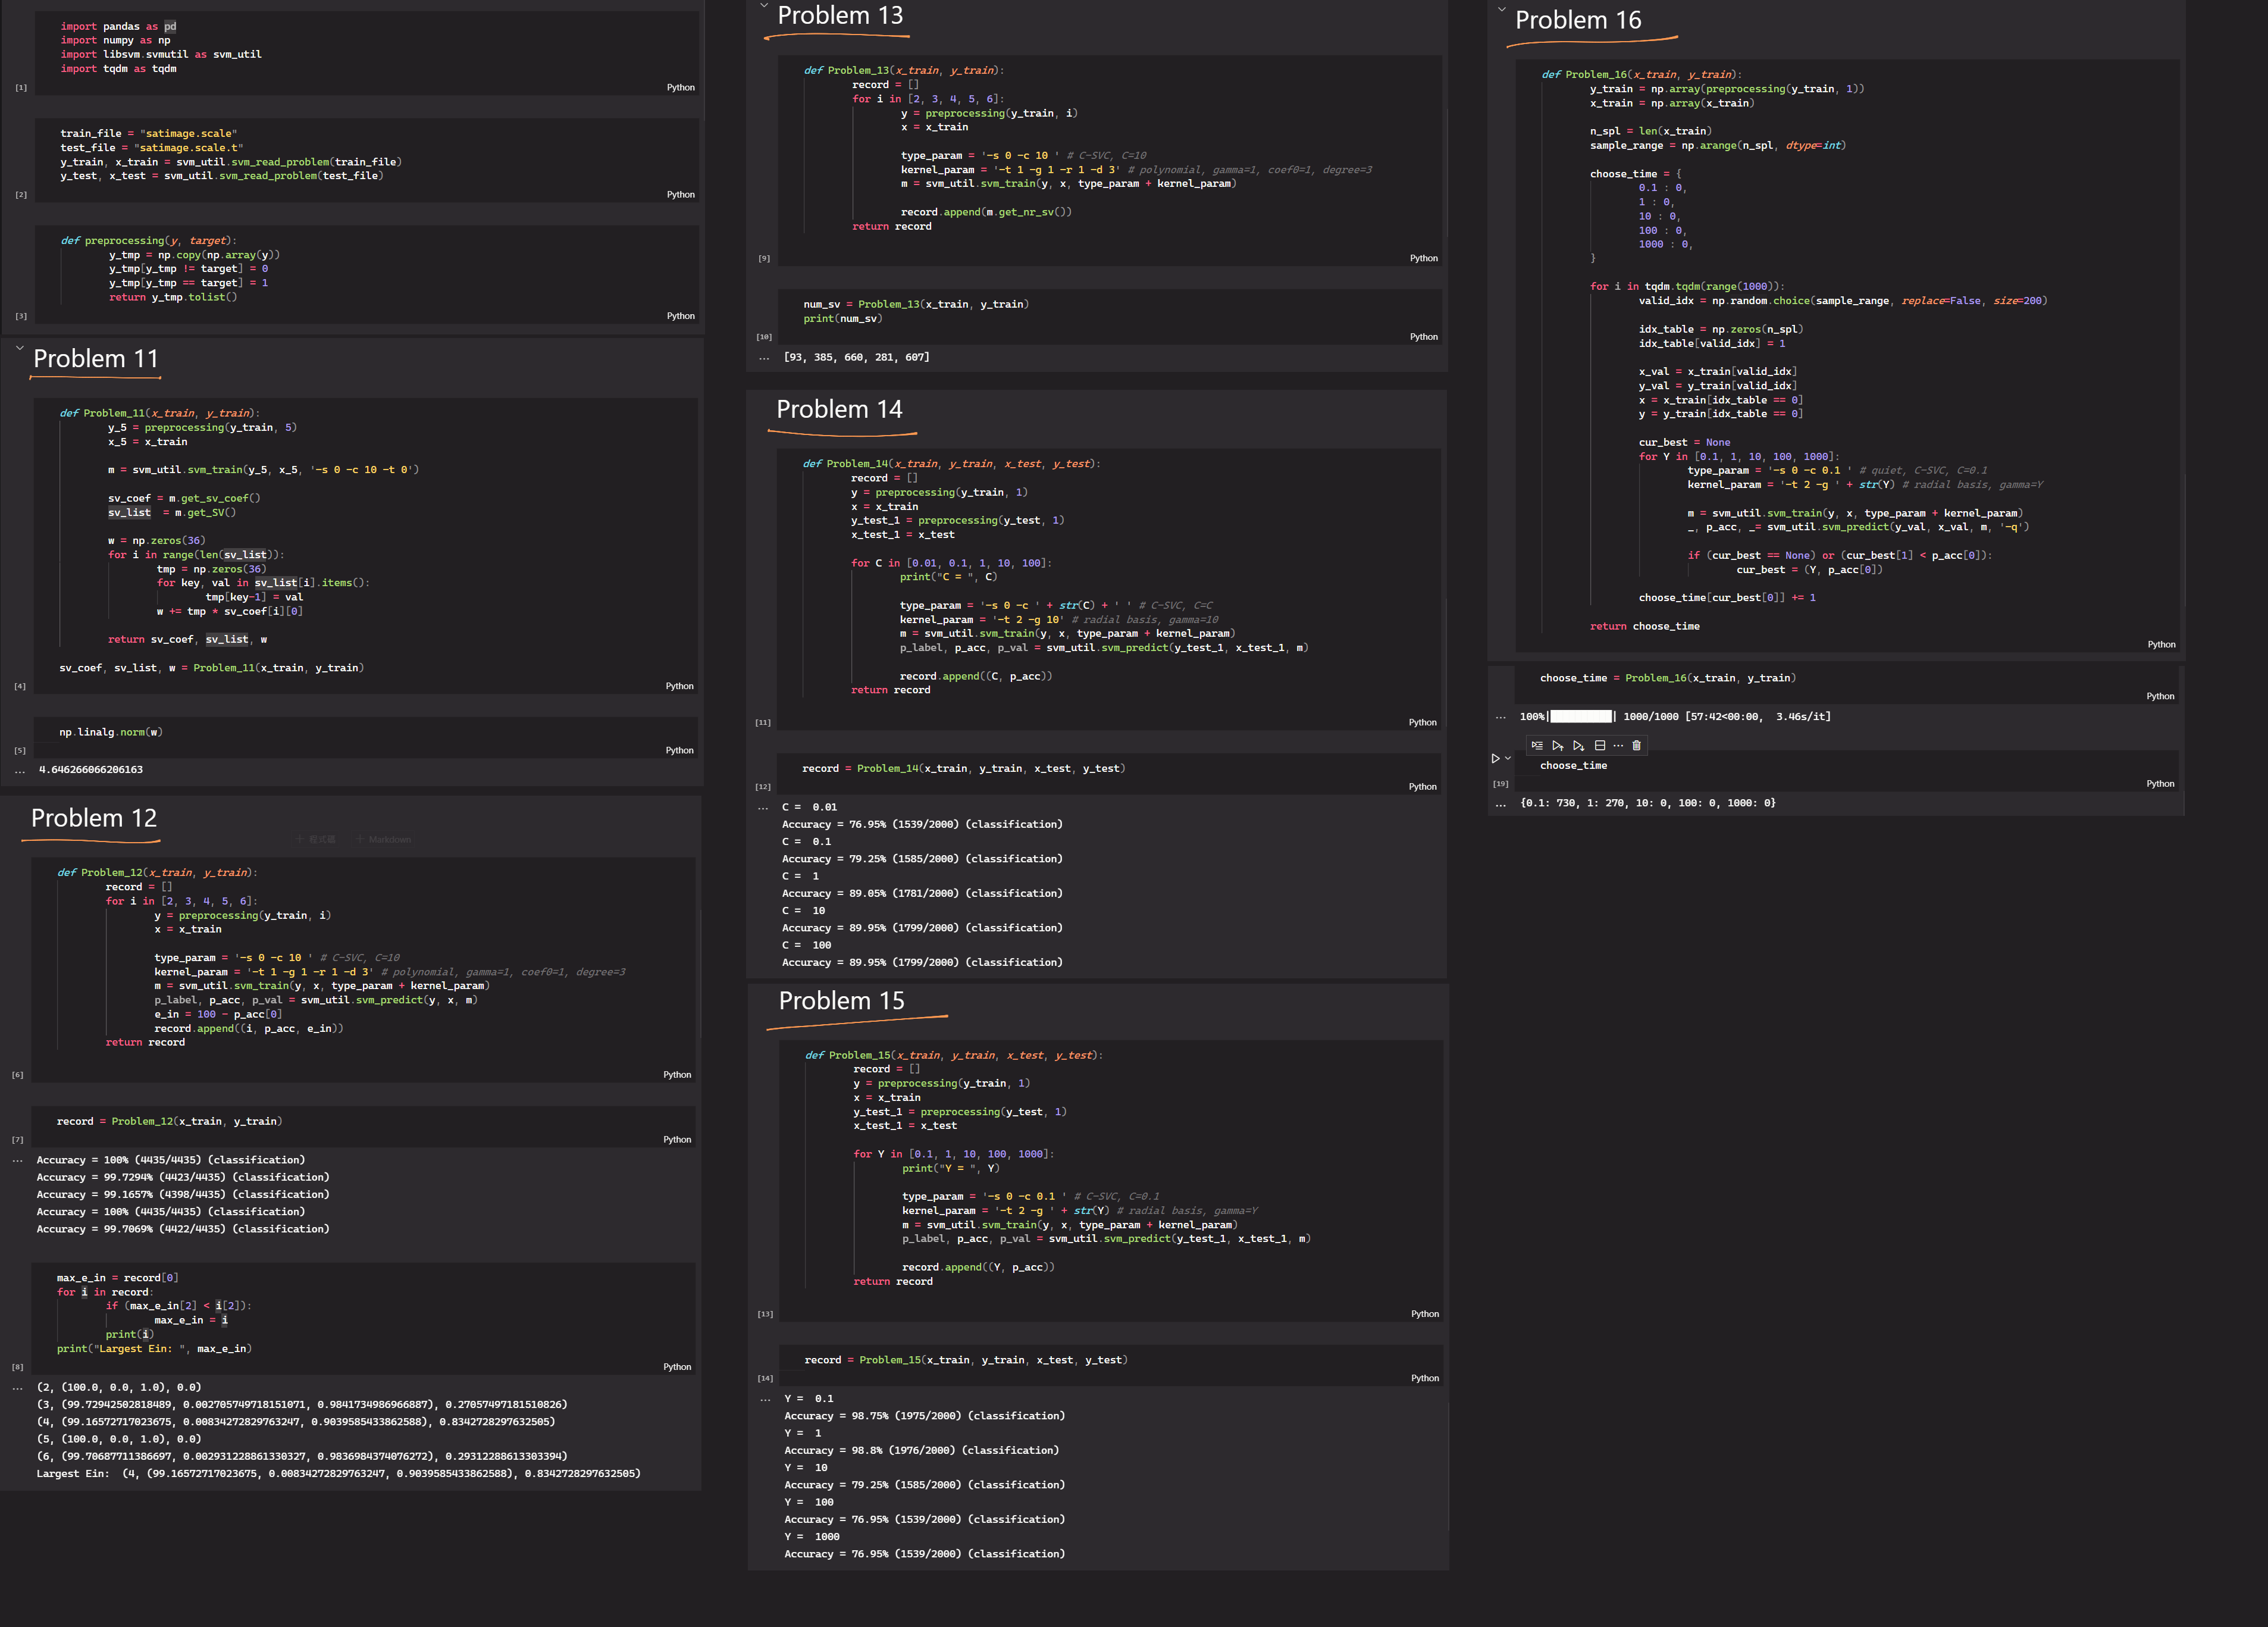 import pandas as pd
import numpy as np
import libsvm.svmutil as svm_util
import tqdm as tqdm
[1]
Python
train_file = "satimage.scale"
test_file = "satimage.scale.t"
y_train, x_train = svm_util.svm_read_problem(train_file)
y_test, x_test = svm_util.svm_read_problem(test_file)
[2]
Python
def preprocessing(y, target):
y_tmp = np.copy(np.array(y))
y_tmp[y_tmp != target] = 0
y_tmp[y_tmp == target] = 1
return y_tmp.tolist()
[3]
Python
Problem 11
def Problem_11(x_train, y_train):
y_5 = preprocessing(y_train, 5)
x_5 = x_train
m = svm_util.svm_train(y_5, x_5, '-s 0 -c 10 -t 0')
sv_coef = m.get_sv_coef()
sv_list = m.get_SV()
w = np.zeros(36)
for i in range(len(sv_list)):
tmp = np.zeros(36)
for key, val in sv_list[i].items():
tmp[key-1] = val
w += tmp * sv_coef[i][0]
return sv_coef, sv_list, w
sv_coef, sv_list, w = Problem_11(x_train, y_train)
[4]
Python
np.linalg.norm(w)
[5]
Python
... 4.646266066206163
Problem 12
+ 程式碼 + Markdown
def Problem_12(x_train, y_train):
record = []
for i in [2, 3, 4, 5, 6]:
y = preprocessing(y_train, i)
x = x_train
type_param = '-s 0 -c 10 ' # C-SVC, C=10
kernel_param = '-t 1 -g 1 -r 1 -d 3' # polynomial, gamma=1, coef0=1, degree=3
m = svm_util.svm_train(y, x, type_param + kernel_param)
p_label, p_acc, p_val = svm_util.svm_predict(y, x, m)
e_in = 100 - p_acc[0]
record.append((i, p_acc, e_in))
return record
[6]
Python
record = Problem_12(x_train, y_train)
[7]
Python
... Accuracy = 100% (4435/4435) (classification)
Accuracy = 99.7294% (4423/4435) (classification)
Accuracy = 99.1657% (4398/4435) (classification)
Accuracy = 100% (4435/4435) (classification)
Accuracy = 99.7069% (4422/4435) (classification)
max_e_in = record[0]
for i in record:
if (max_e_in[2] < i[2]):
max_e_in = i
print(i)
print("Largest Ein: ", max_e_in)
[8]
Python
... (2, (100.0, 0.0, 1.0), 0.0)
(3, (99.72942502818489, 0.002705749718151071, 0.9841734986966887), 0.27057497181510826)
(4, (99.16572717023675, 0.00834272829763247, 0.9039585433862588), 0.8342728297632505)
(5, (100.0, 0.0, 1.0), 0.0)
(6, (99.70687711386697, 0.002931228861330327, 0.9836984374076272), 0.29312288613303394)
Largest Ein:  (4, (99.16572717023675, 0.00834272829763247, 0.9039585433862588), 0.8342728297632505)
Problem 13
def Problem_13(x_train, y_train):
record = []
for i in [2, 3, 4, 5, 6]:
y = preprocessing(y_train, i)
x = x_train
type_param = '-s 0 -c 10 ' # C-SVC, C=10
kernel_param = '-t 1 -g 1 -r 1 -d 3' # polynomial, gamma=1, coef0=1, degree=3
m = svm_util.svm_train(y, x, type_param + kernel_param)
record.append(m.get_nr_sv())
return record
[9]
Python
num_sv = Problem_13(x_train, y_train)
print(num_sv)
[10]
Python
... [93, 385, 660, 281, 607]
Problem 14
def Problem_14(x_train, y_train, x_test, y_test):
record = []
y = preprocessing(y_train, 1)
x = x_train
y_test_1 = preprocessing(y_test, 1)
x_test_1 = x_test
for C in [0.01, 0.1, 1, 10, 100]:
print("C = ", C)
type_param = '-s 0 -c ' + str(C) + ' ' # C-SVC, C=C
kernel_param = '-t 2 -g 10' # radial basis, gamma=10
m = svm_util.svm_train(y, x, type_param + kernel_param)
p_label, p_acc, p_val = svm_util.svm_predict(y_test_1, x_test_1, m)
record.append((C, p_acc))
return record
[11]
Python
record = Problem_14(x_train, y_train, x_test, y_test)
[12]
Python
... C =  0.01
Accuracy = 76.95% (1539/2000) (classification)
C =  0.1
Accuracy = 79.25% (1585/2000) (classification)
C =  1
Accuracy = 89.05% (1781/2000) (classification)
C =  10
Accuracy = 89.95% (1799/2000) (classification)
C =  100
Accuracy = 89.95% (1799/2000) (classification)
Problem 15
def Problem_15(x_train, y_train, x_test, y_test):
record = []
y = preprocessing(y_train, 1)
x = x_train
y_test_1 = preprocessing(y_test, 1)
x_test_1 = x_test
for Y in [0.1, 1, 10, 100, 1000]:
print("Y = ", Y)
type_param = '-s 0 -c 0.1 ' # C-SVC, C=0.1
kernel_param = '-t 2 -g ' + str(Y) # radial basis, gamma=Y
m = svm_util.svm_train(y, x, type_param + kernel_param)
p_label, p_acc, p_val = svm_util.svm_predict(y_test_1, x_test_1, m)
record.append((Y, p_acc))
return record
[13]
Python
record = Problem_15(x_train, y_train, x_test, y_test)
[14]
Python
... Y =  0.1
Accuracy = 98.75% (1975/2000) (classification)
Y =  1
Accuracy = 98.8% (1976/2000) (classification)
Y =  10
Accuracy = 79.25% (1585/2000) (classification)
Y =  100
Accuracy = 76.95% (1539/2000) (classification)
Y =  1000
Accuracy = 76.95% (1539/2000) (classification)
Problem 16
def Problem_16(x_train, y_train):
y_train = np.array(preprocessing(y_train, 1))
x_train = np.array(x_train)
n_spl = len(x_train)
sample_range = np.arange(n_spl, dtype=int)
choose_time = {
0.1 : 0,
1 : 0,
10 : 0,
100 : 0,
1000 : 0,
}
for i in tqdm.tqdm(range(1000)):
valid_idx = np.random.choice(sample_range, replace=False, size=200)
idx_table = np.zeros(n_spl)
idx_table[valid_idx] = 1
x_val = x_train[valid_idx]
y_val = y_train[valid_idx]
x = x_train[idx_table == 0]
y = y_train[idx_table == 0]
cur_best = None
for Y in [0.1, 1, 10, 100, 1000]:
type_param = '-s 0 -c 0.1 ' # quiet, C-SVC, C=0.1
kernel_param = '-t 2 -g ' + str(Y) # radial basis, gamma=Y
m = svm_util.svm_train(y, x, type_param + kernel_param)
_, p_acc, _= svm_util.svm_predict(y_val, x_val, m, '-q')
if (cur_best == None) or (cur_best[1] < p_acc[0]):
cur_best = (Y, p_acc[0])
choose_time[cur_best[0]] += 1
return choose_time
Python
choose_time = Problem_16(x_train, y_train)
Python
... 100%|██████████| 1000/1000 [57:42<00:00,  3.46s/it]
choose_time
[19]
Python
... {0.1: 730, 1: 270, 10: 0, 100: 0, 1000: 0}